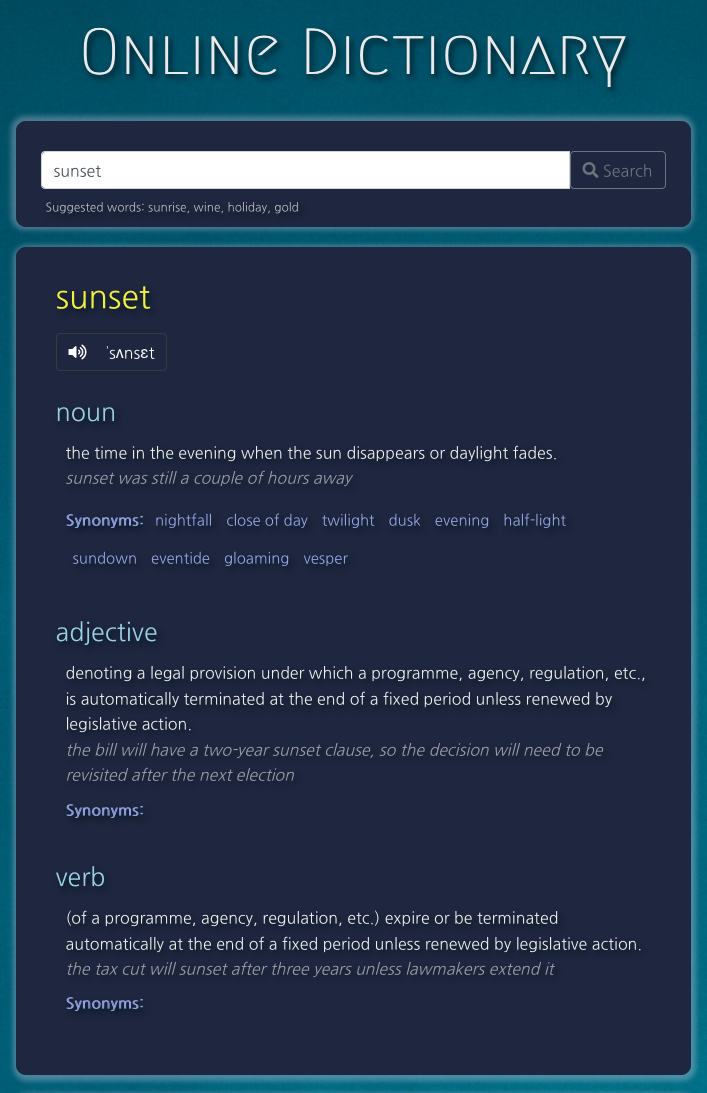 Online Dictionary
sunset
Search
Suggested words: sunrise, wine, holiday, gold
sunset
ˈsʌnsɛt
noun
the time in the evening when the sun disappears or daylight fades.
sunset was still a couple of hours away
Synonyms: nightfall close of day twilight dusk evening half-light
sundown eventide gloaming vesper
adjective
denoting a legal provision under which a programme, agency, regulation, etc.,
is automatically terminated at the end of a fixed period unless renewed by
legislative action.
the bill will have a two-year sunset clause, so the decision will need to be
revisited after the next election
Synonyms:
verb
(of a programme, agency, regulation, etc.) expire or be terminated
automatically at the end of a fixed period unless renewed by legislative action.
the tax cut will sunset after three years unless lawmakers extend it
Synonyms: